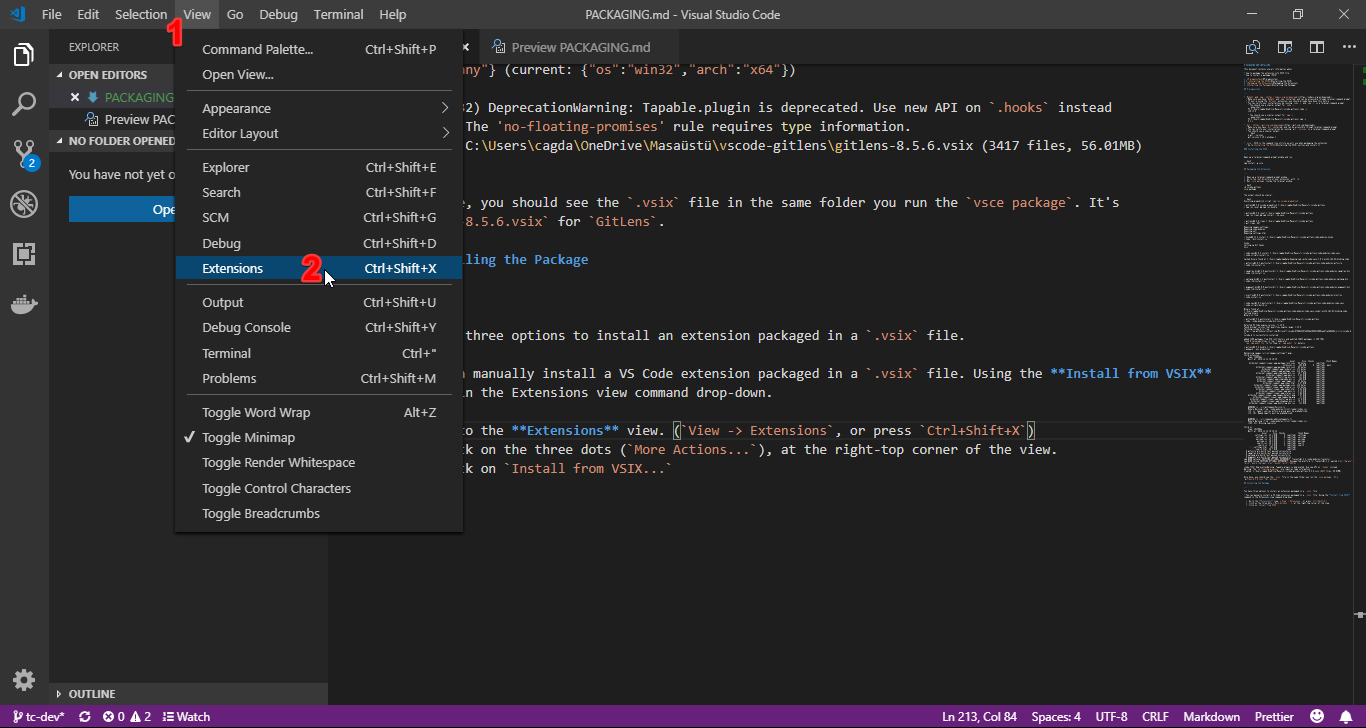 File Edit Selection View Go Debug Terminal Help
PACKAGING.md - Visual Studio Code
1
EXPLORER
OPEN EDITORS
PACKAGING
Preview PAC
NO FOLDER OPENED
You have not yet o
Ope
OUTLINE
Command Palette... Ctrl+Shift+P
Open View...
Appearance
Editor Layout
Explorer Ctrl+Shift+E
Search Ctrl+Shift+F
SCM Ctrl+Shift+G
Debug Ctrl+Shift+D
Extensions 2 Ctrl+Shift+X
Output Ctrl+Shift+U
Debug Console Ctrl+Shift+Y
Terminal Ctrl+"
Problems Ctrl+Shift+M
Toggle Word Wrap Alt+Z
Toggle Minimap
Toggle Render Whitespace
Toggle Control Characters
Toggle Breadcrumbs
2
Preview PACKAGING.md
ny"} (current: {"os":"win32","arch":"x64"})
2) DeprecationWarning: Tapable.plugin is deprecated. Use new API on `.hooks` instead
The 'no-floating-promises' rule requires type information.
C:\Users\cagda\OneDrive\Masaüstü\vscode-gitlens\gitlens-8.5.6.vsix (3417 files, 56.01MB)
, you should see the `.vsix` file in the same folder you run the `vsce package`. It's
8.5.6.vsix` for `GitLens`.
ling the Package
three options to install an extension packaged in a `.vsix` file.
manually install a VS Code extension packaged in a `.vsix` file. Using the **Install from VSIX**
n the Extensions view command drop-down.
o the **Extensions** view. (`View -> Extensions`, or press `Ctrl+Shift+X`)
k on the three dots (`More Actions...`), at the right-top corner of the view.
k on `Install from VSIX...`
tc-dev* 0 2 Watch
Ln 213, Col 84 Spaces: 4 UTF-8 CRLF Markdown Prettier